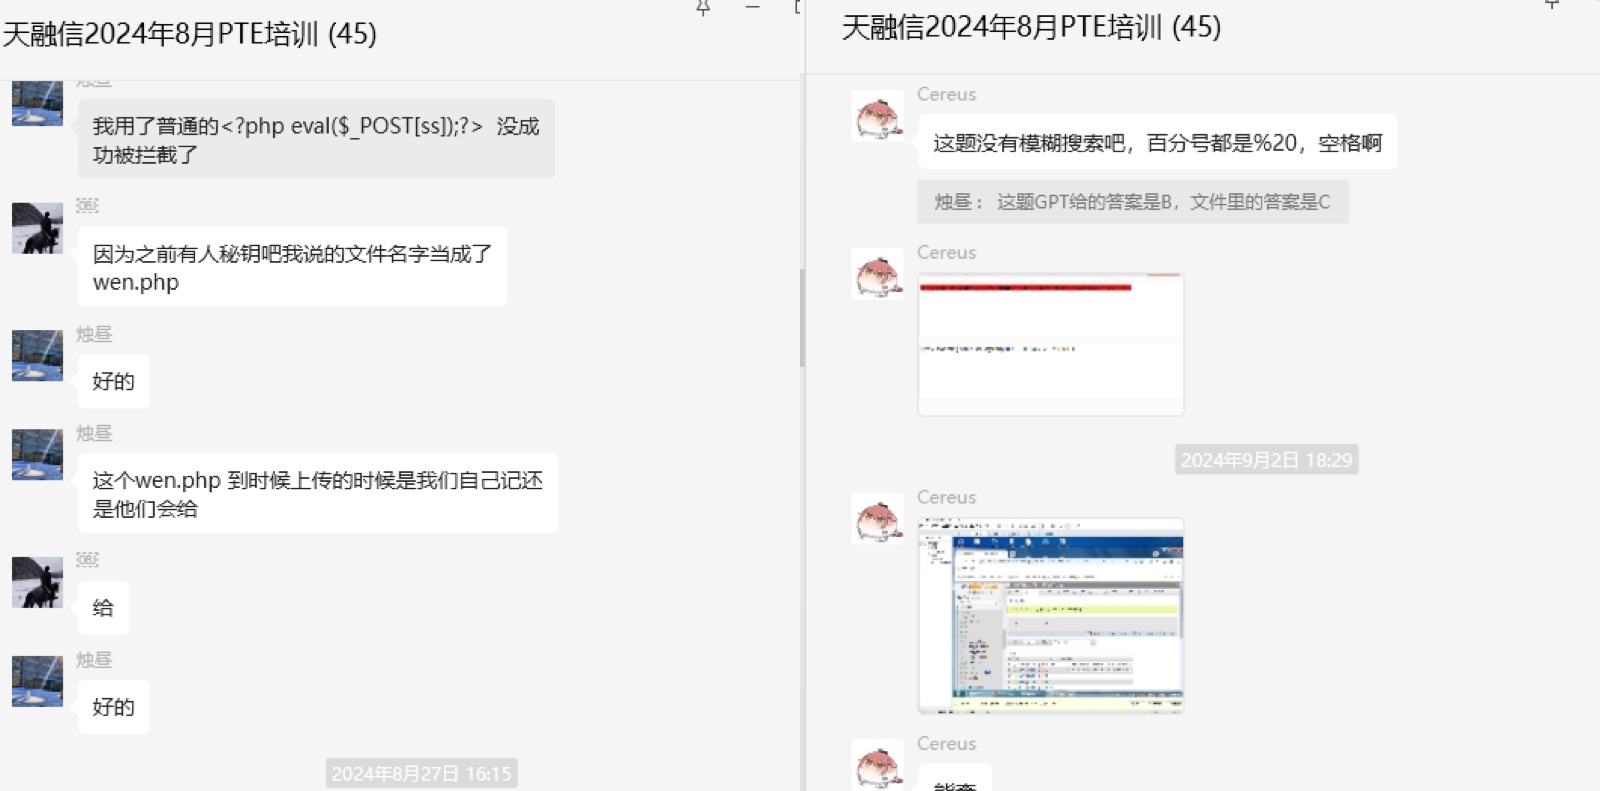 天融信2024年8月PTE培训 (45)
烛昼
我用了普通的<?php eval($_POST[ss]);?> 没成
功被拦截了
因为之前有人秘钥吧我说的文件名字当成了
wen.php
烛昼
好的
烛昼
这个wen.php 到时候上传的时候是我们自己记还
是他们会给
给
烛昼
好的
2024年8月27日 16:15
天融信2024年8月PTE培训 (45)
Cereus
这题没有模糊搜索吧，百分号都是%20，空格啊
烛昼： 这题GPT给的答案是B，文件里的答案是C
Cereus
2024年9月2日 18:29
Cereus
Cereus